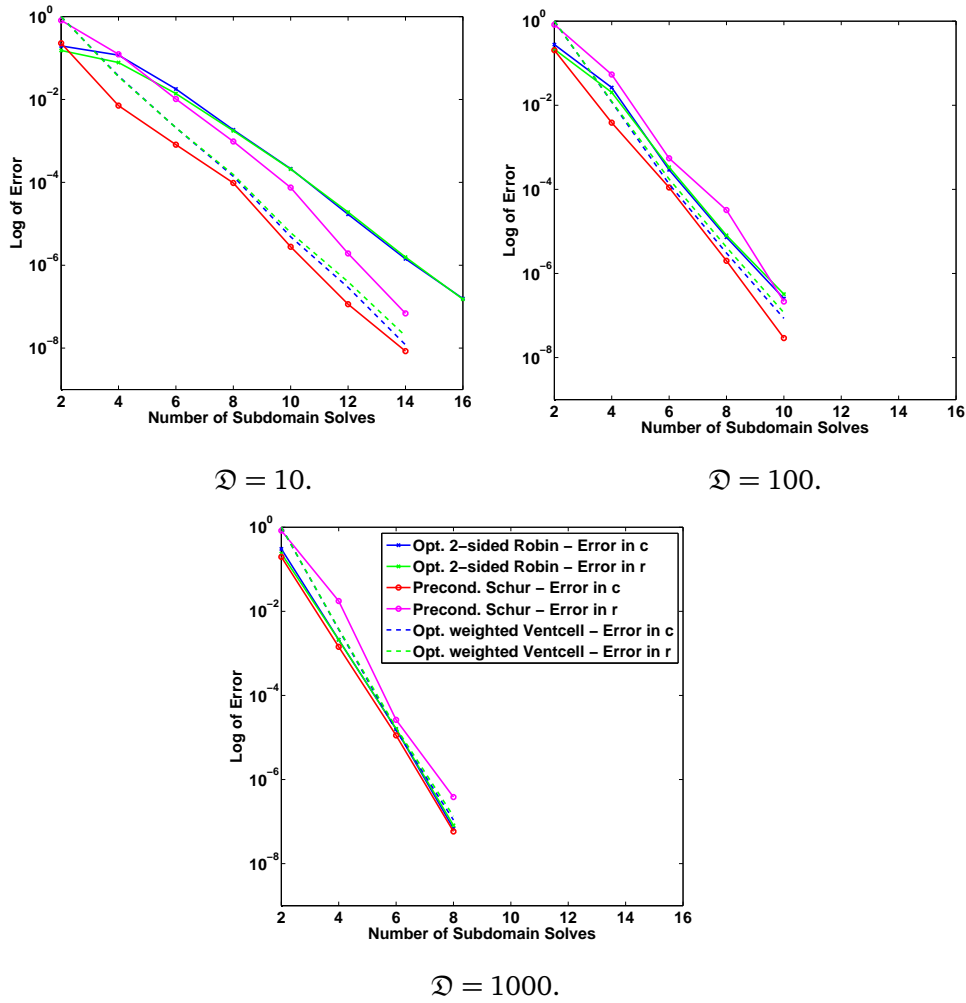 10^0
10^−2
10^−4
10^−6
10^−8
Log of Error
2 4 6 8 10 12 14 16
Number of Subdomain Solves
𝔇 = 10.
10^0
10^−2
10^−4
10^−6
10^−8
Log of Error
2 4 6 8 10 12 14 16
Number of Subdomain Solves
𝔇 = 100.
10^0
10^−2
10^−4
10^−6
10^−8
Log of Error
Opt. 2−sided Robin − Error in c
Opt. 2−sided Robin − Error in r
Precond. Schur − Error in c
Precond. Schur − Error in r
Opt. weighted Ventcell − Error in c
Opt. weighted Ventcell − Error in r
2 4 6 8 10 12 14 16
Number of Subdomain Solves
𝔇 = 1000.